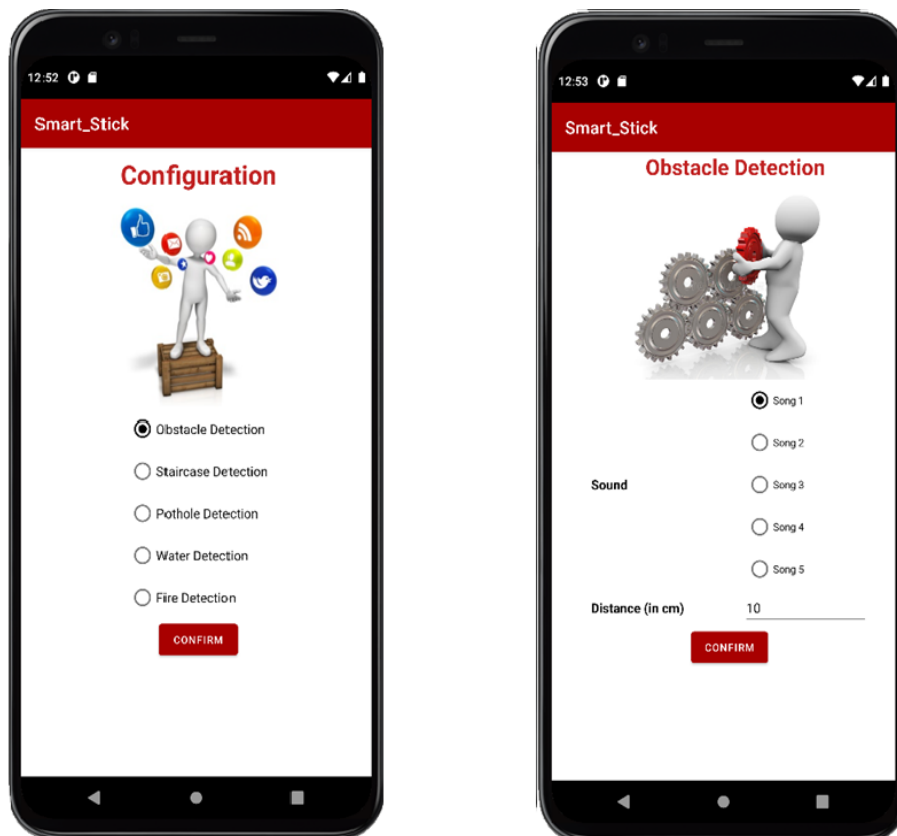 12:52
Smart_Stick
Configuration
Obstacle Detection
Staircase Detection
Pothole Detection
Water Detection
Fire Detection
CONFIRM
12:53
Smart_Stick
Obstacle Detection
Song 1
Song 2
Sound
Song 3
Song 4
Song 5
Distance (in cm)
10
CONFIRM